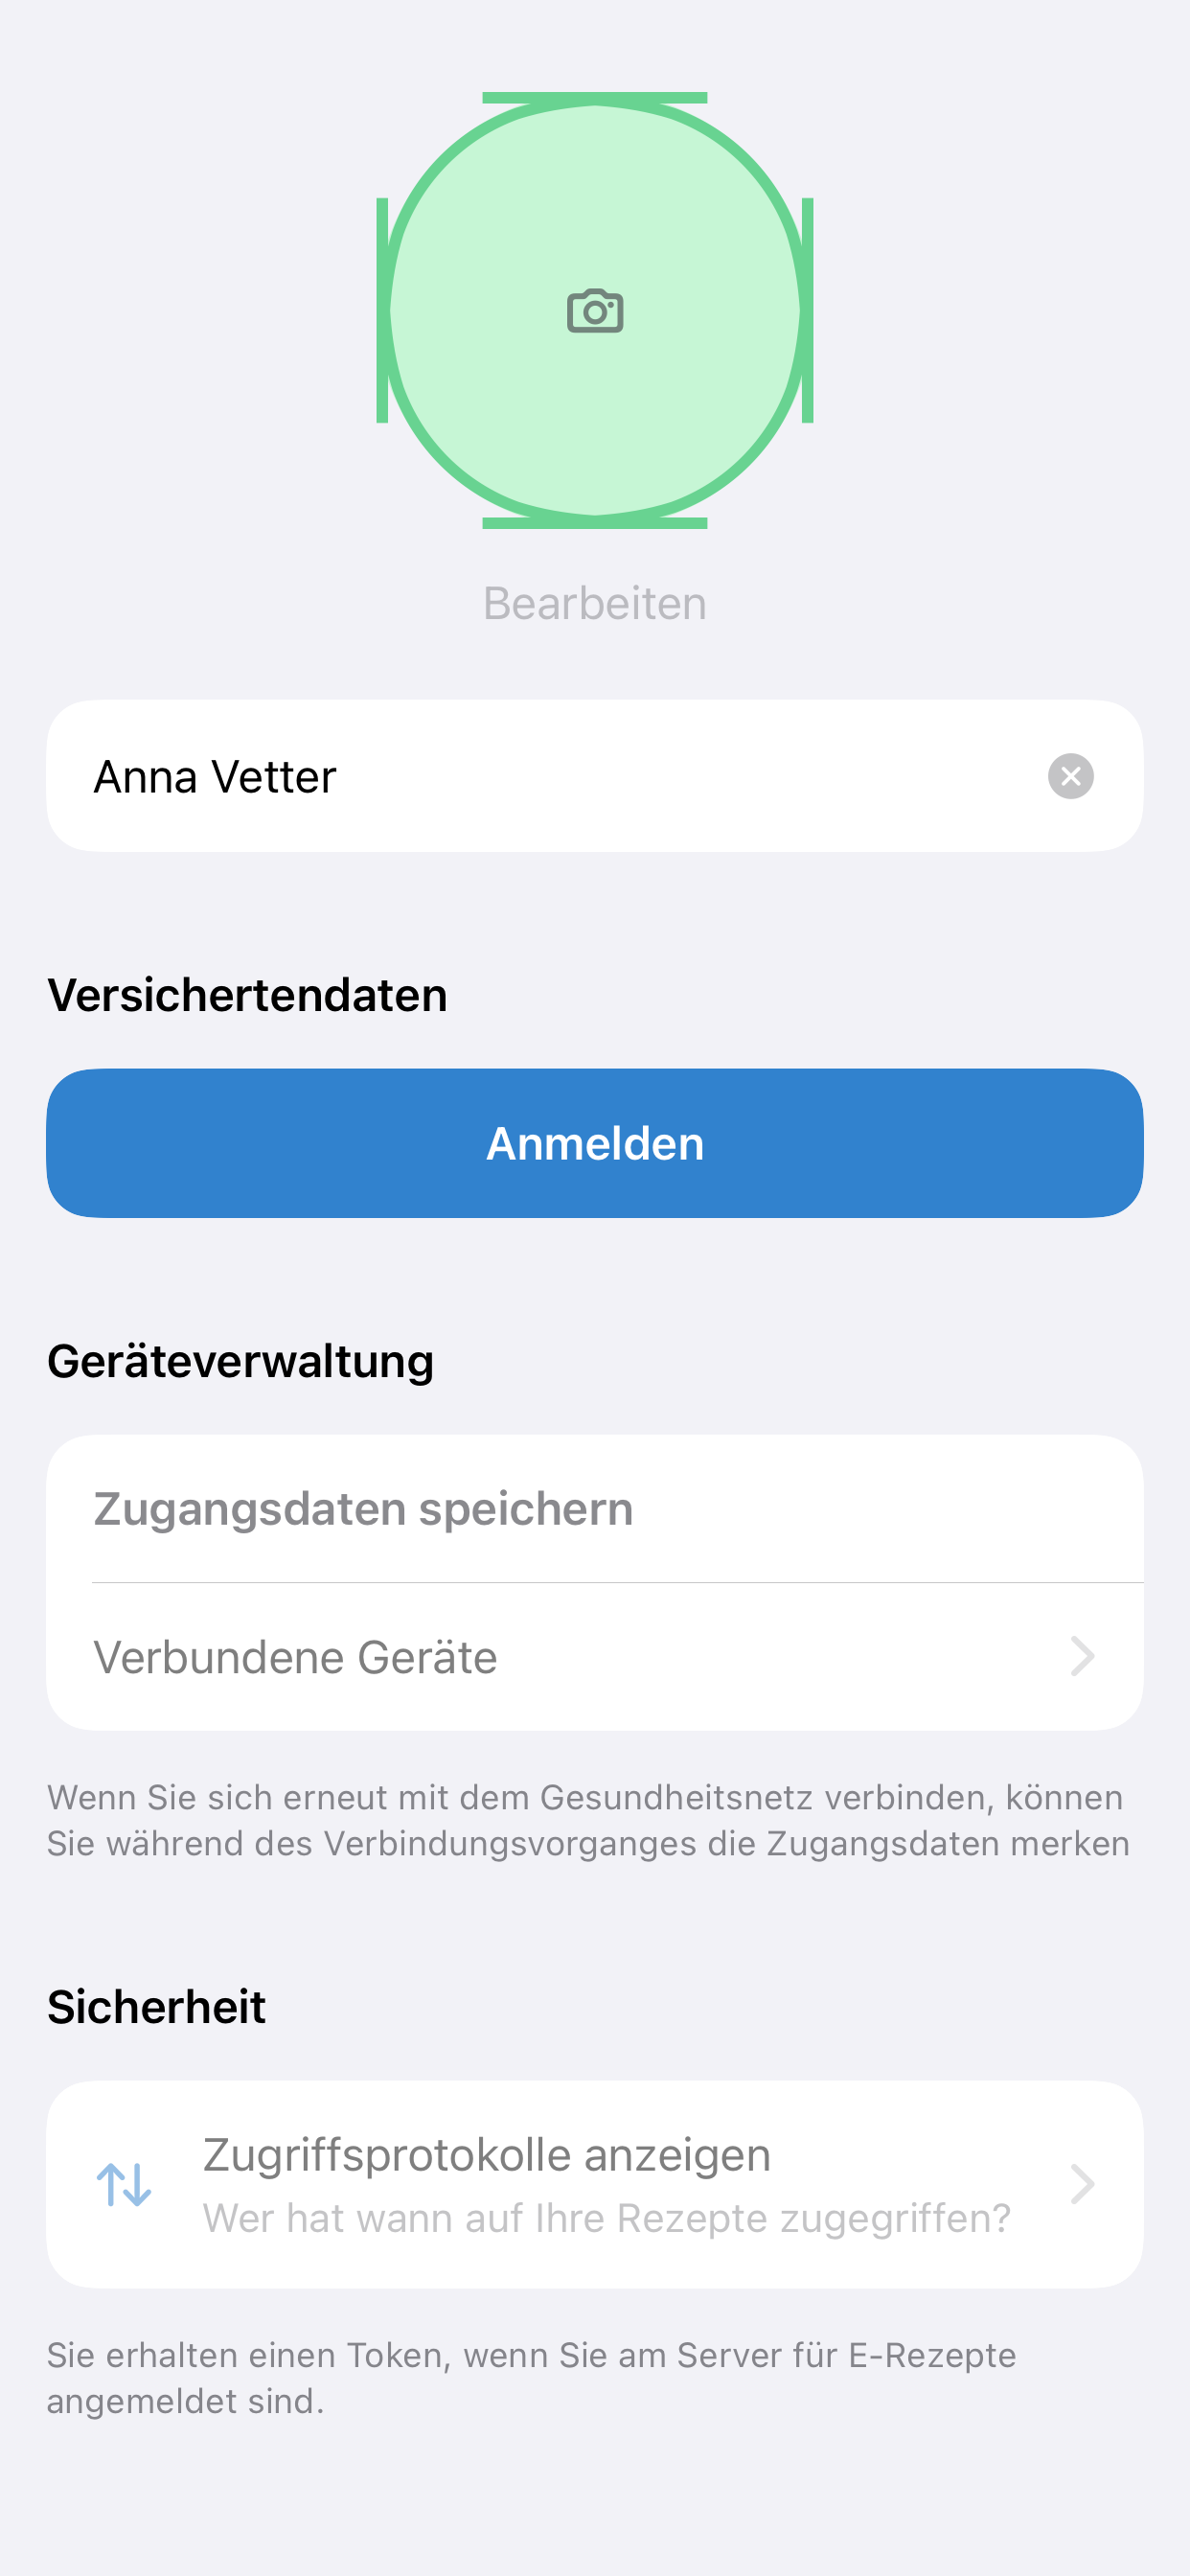 Bearbeiten
Anna Vetter
Versichertendaten
Anmelden
Geräteverwaltung
Zugangsdaten speichern
Verbundene Geräte
Wenn Sie sich erneut mit dem Gesundheitsnetz verbinden, können
Sie während des Verbindungsvorganges die Zugangsdaten merken
Sicherheit
Zugriffsprotokolle anzeigen
Wer hat wann auf Ihre Rezepte zugegriffen?
Sie erhalten einen Token, wenn Sie am Server für E-Rezepte
angemeldet sind.